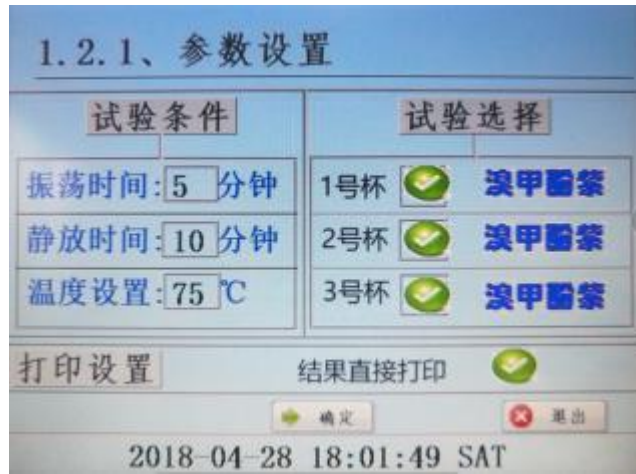 1.2.1、参数设置
试验条件 试验选择
振荡时间:5 分钟 1号杯 溴甲酚紫
静放时间:10 分钟 2号杯 溴甲酚紫
温度设置:75 ℃ 3号杯 溴甲酚紫
打印设置 结果直接打印
确定 退出
2018-04-28 18:01:49 SAT